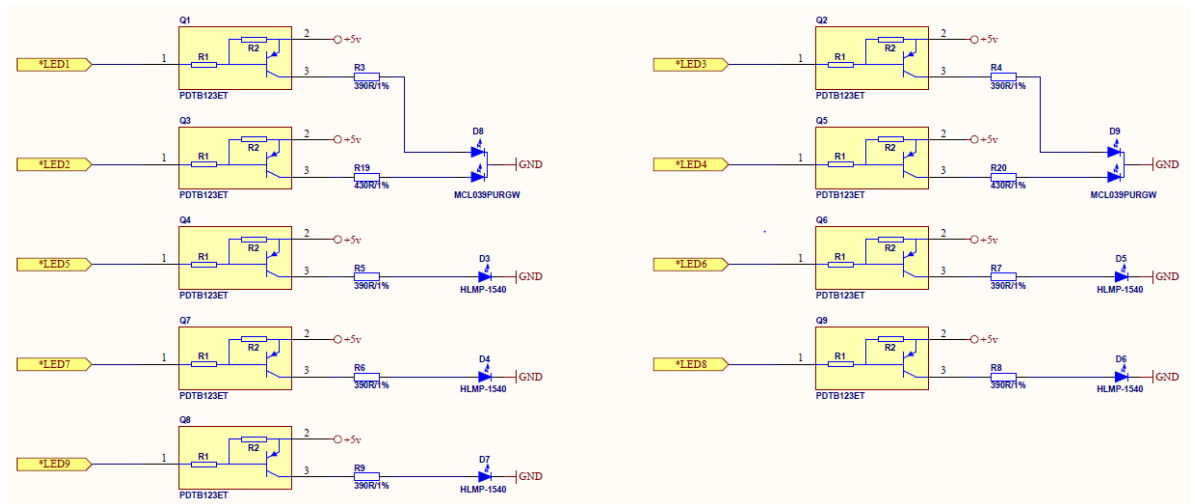 Q1
*LED1
1
R1
R2
2
+5v
3
R3
390R/1%
PDTB123ET
Q3
*LED2
1
R1
R2
2
+5v
3
R19
430R/1%
PDTB123ET
D8
GND
MCL039PURGW
Q4
*LED5
1
R1
R2
2
+5v
3
R5
390R/1%
PDTB123ET
D3
GND
HLMP-1540
Q7
*LED7
1
R1
R2
2
+5v
3
R6
390R/1%
PDTB123ET
D4
GND
HLMP-1540
Q8
*LED9
1
R1
R2
2
+5v
3
R9
390R/1%
PDTB123ET
D7
GND
HLMP-1540
Q2
*LED3
1
R1
R2
2
+5v
3
R4
390R/1%
PDTB123ET
Q5
*LED4
1
R1
R2
2
+5v
3
R20
430R/1%
PDTB123ET
D9
GND
MCL039PURGW
Q6
*LED6
1
R1
R2
2
+5v
3
R7
390R/1%
PDTB123ET
D5
GND
HLMP-1540
Q9
*LED8
1
R1
R2
2
+5v
3
R8
390R/1%
PDTB123ET
D6
GND
HLMP-1540